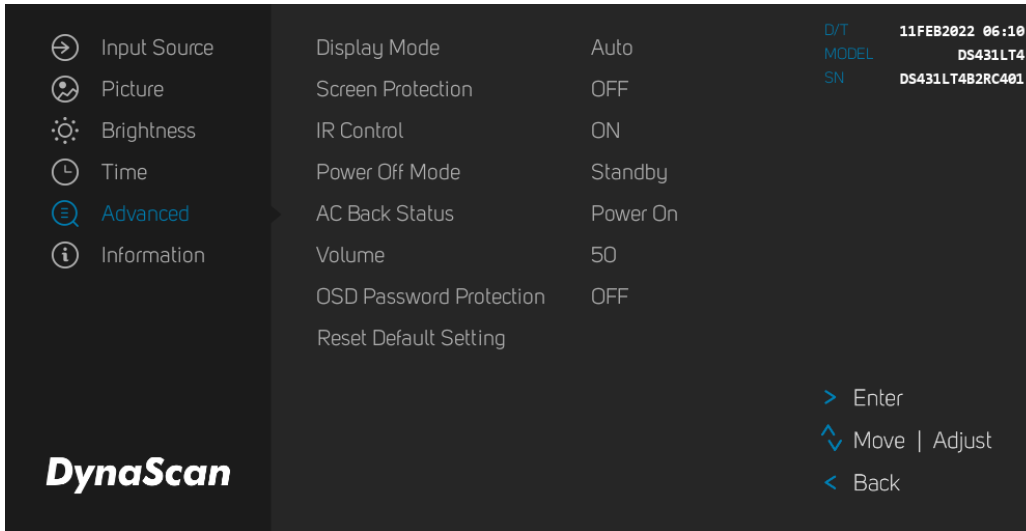 Input Source
Picture
Brightness
Time
Advanced
Information
DynaScan
Display Mode Auto
Screen Protection OFF
IR Control ON
Power Off Mode Standby
AC Back Status Power On
Volume 50
OSD Password Protection OFF
Reset Default Setting
D/T 11FEB2022 06:10
MODEL DS431LT4
SN DS431LT4B2RC401
> Enter
Move | Adjust
< Back